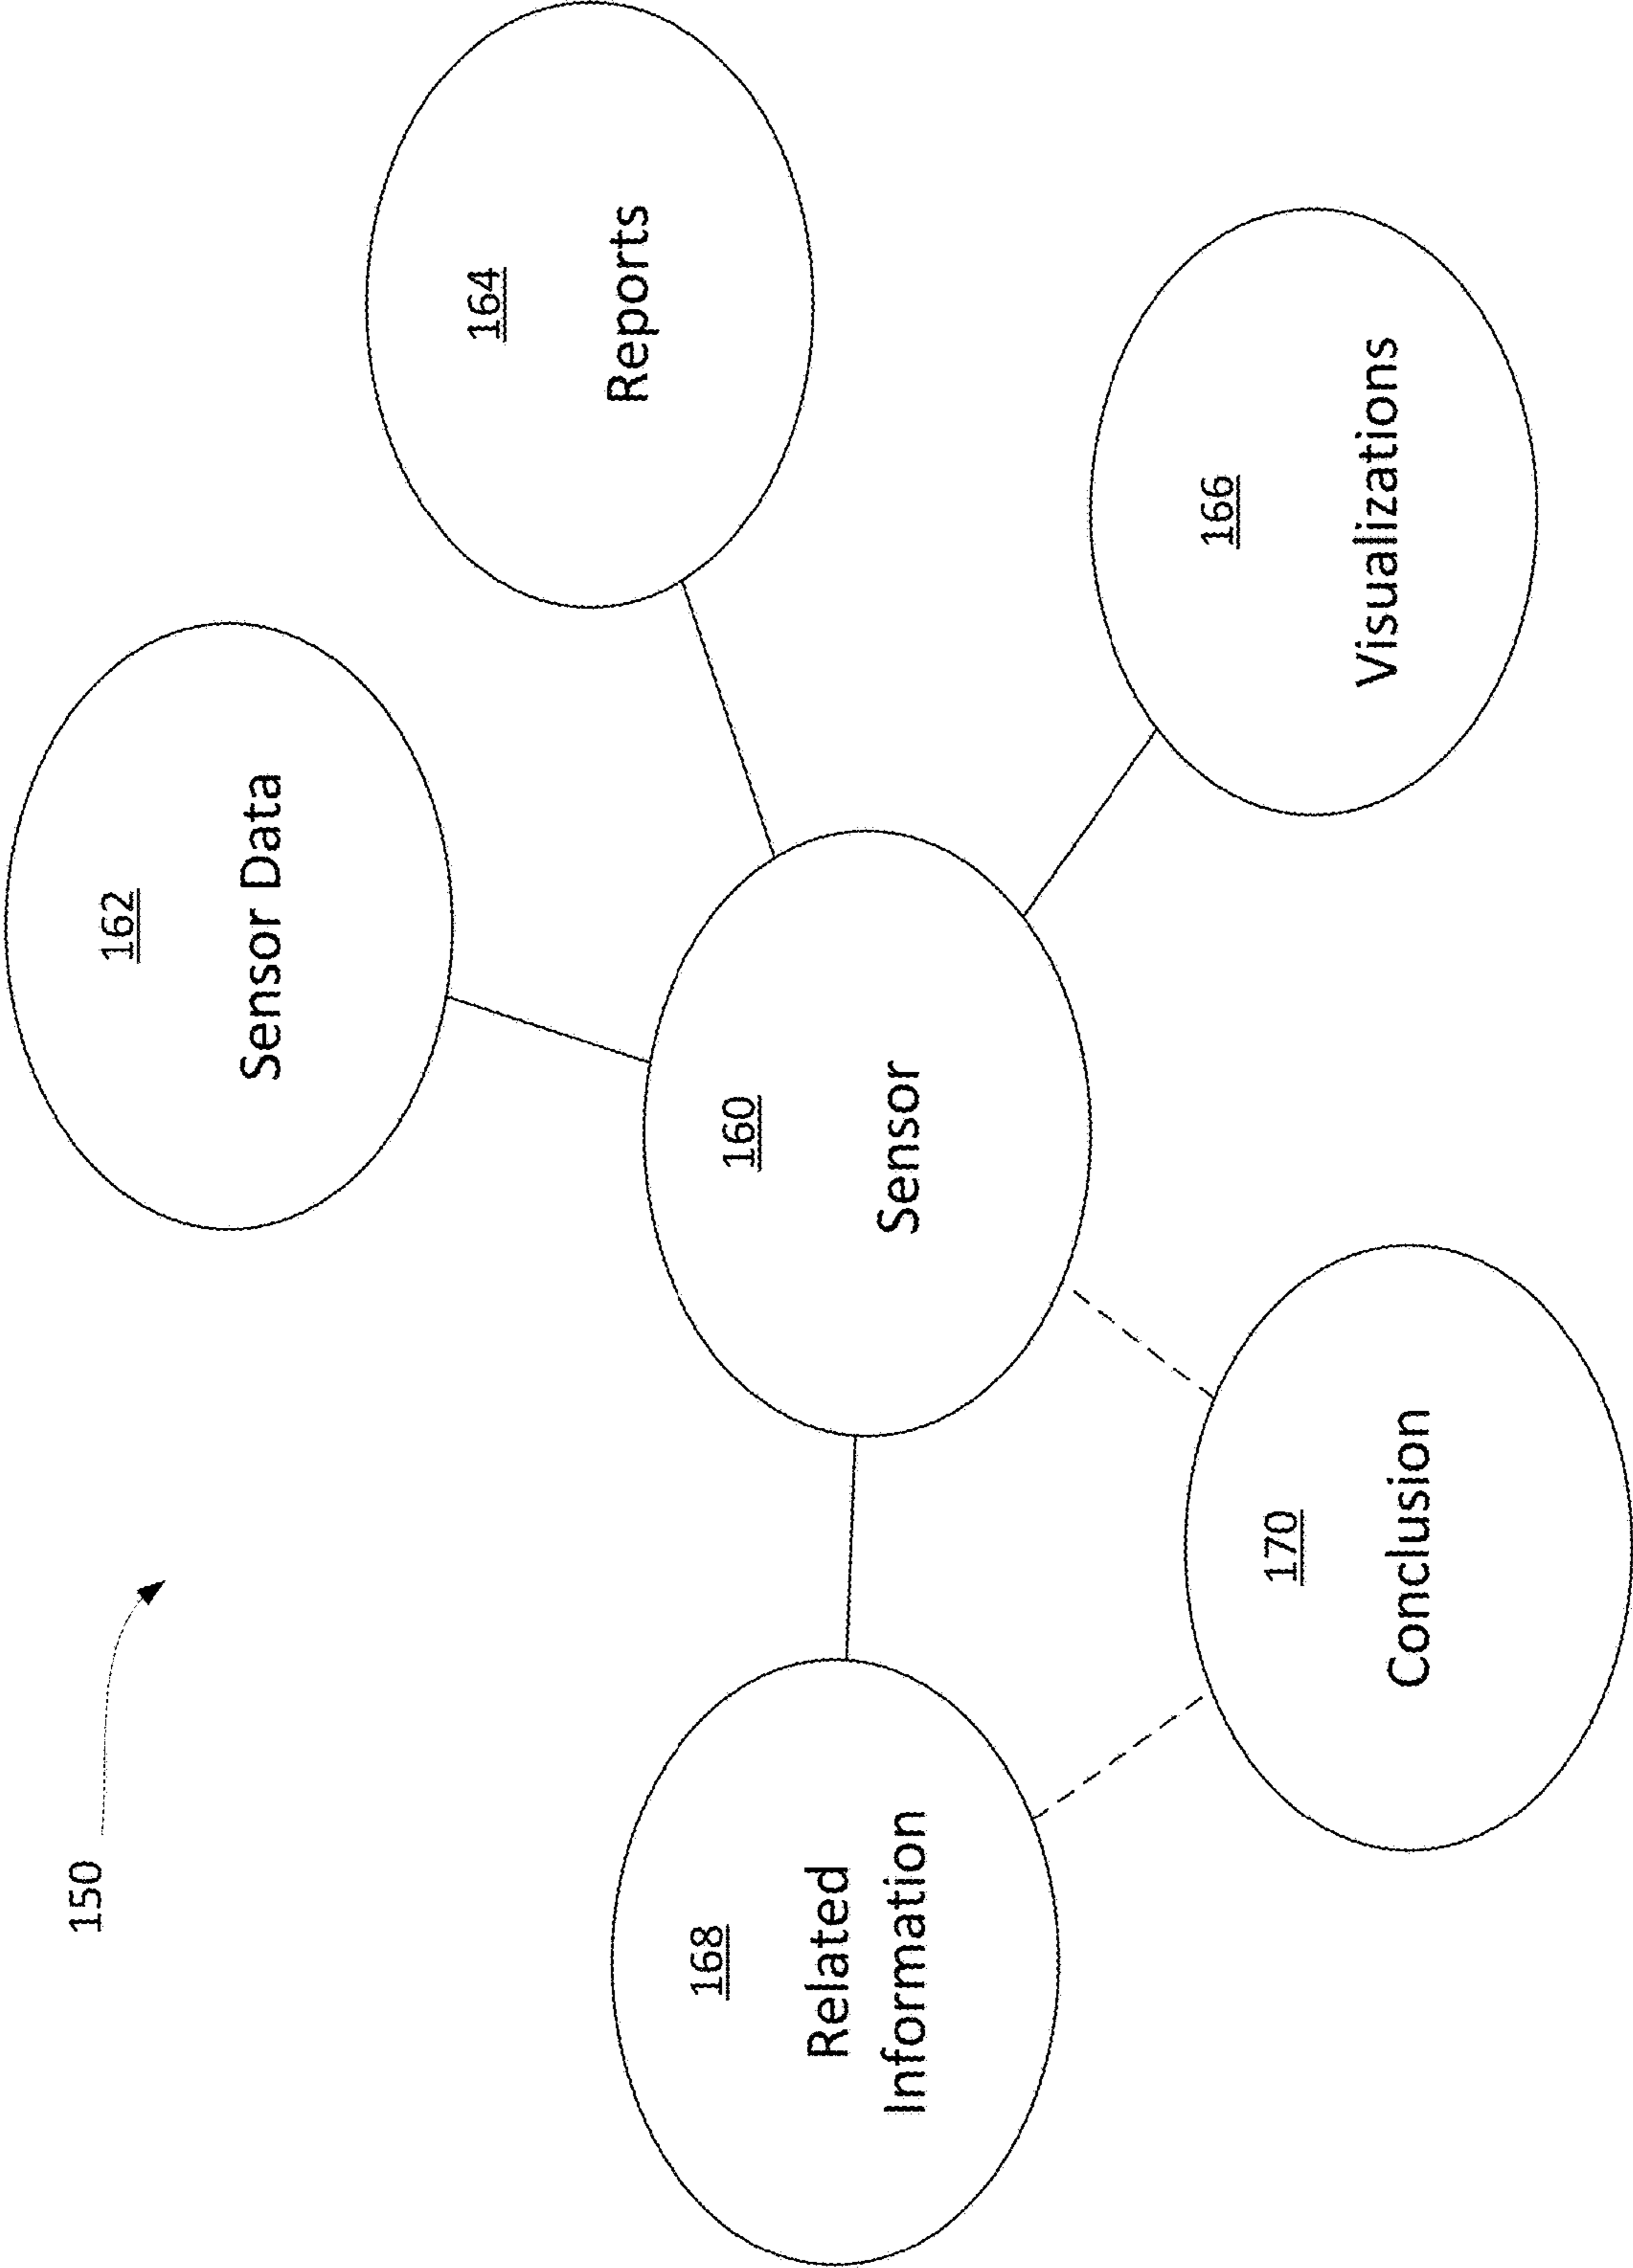 150
162
Sensor Data
164
Reports
160
Sensor
168
Related
Information
166
Visualizations
170
Conclusion